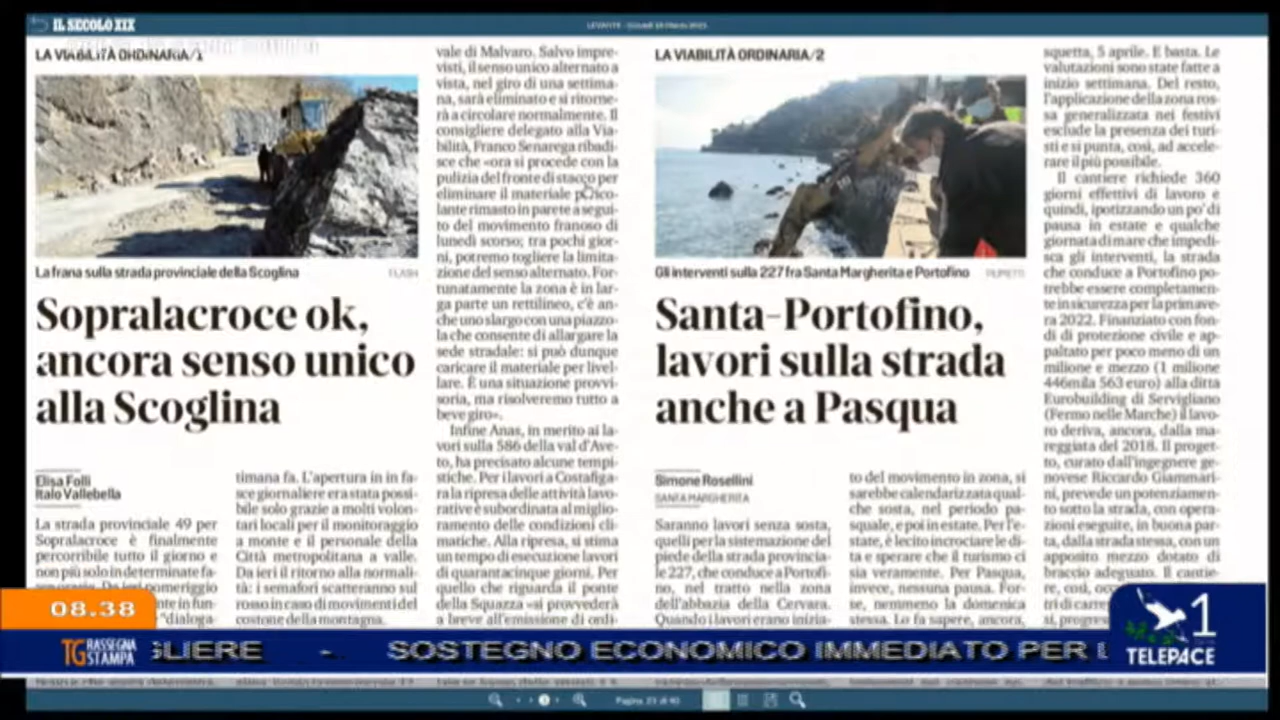 IL SECOLO XIX
LA VIABILITÀ ORDINARIA/1
La frana sulla strada provinciale della Scoglina
FLASH
Sopralacroce ok,
ancora senso unico
alla Scoglina
Elisa Folli
Italo Vallebella
La strada provinciale 49 per
Sopralacroce è finalmente
percorribile tutto il giorno e
non più solo in determinate fa-
timana fa. L'apertura in in fa-
sce giornaliere era stata possi-
bile solo grazie a molti volon-
tari locali per il monitoraggio
a monte e il personale della
Città metropolitana a valle.
Da ieri il ritorno alla normali-
tà: i semafori scatteranno sul
rosso in caso di movimenti del
costone della montagna.
vale di Malvaro. Salvo impre-
visti, il senso unico alternato a
vista, nel giro di una settima-
na, sarà eliminato e si ritorne-
rà a circolare normalmente. Il
consigliere delegato alla Via-
bilità, Franco Senarega ribadi-
sce che «ora si procede con la
pulizia del fronte di stacco per
eliminare il materiale perico-
lante rimasto in parete a segui-
to del movimento franoso di
lunedì scorso; tra pochi gior-
ni, potremo togliere la limita-
zione del senso alternato. For-
tunatamente la zona è in lar-
ga parte un rettilineo, c'è an-
che uno slargo con una piazzo-
la che consente di allargare la
sede stradale: si può dunque
caricare il materiale per livel-
lare. È una situazione provvi-
soria, ma risolveremo tutto a
breve giro».
Infine Anas, in merito ai la-
vori sulla 586 della val d'Ave-
to, ha precisato alcune tempi-
stiche. Per i lavori a Costafiga-
ra la ripresa delle attività lavo-
rative è subordinata al miglio-
ramento delle condizioni cli-
matiche. Alla ripresa, si stima
un tempo di esecuzione lavori
di quarantacinque giorni. Per
quello che riguarda il ponte
della Squazza «si provvederà
a breve all'emissione di ordi-
LA VIABILITÀ ORDINARIA/2
Gli interventi sulla 227 fra Santa Margherita e Portofino
PIUMETTI
Santa-Portofino,
lavori sulla strada
anche a Pasqua
Simone Rosellini
SANTA MARGHERITA
Saranno lavori senza sosta,
quelli per la sistemazione del
piede della strada provincia-
le 227, che conduce a Portofi-
no, nel tratto nella zona
dell'abbazia della Cervara.
Quando i lavori erano inizia-
to del movimento in zona, si
sarebbe calendarizzata qual-
che sosta, nel periodo pa-
squale, e poi in estate. Per l'e-
state, è lecito incrociare le di-
ta e sperare che il turismo ci
sia veramente. Per Pasqua,
invece, nessuna pausa. For-
se, nemmeno la domenica
stessa. Lo fa sapere, ancora,
squetta, 5 aprile. E basta. Le
valutazioni sono state fatte a
inizio settimana. Del resto,
l'applicazione della zona ros-
sa generalizzata nei festivi
esclude la presenza dei turi-
sti e si punta, così, ad accele-
rare il più possibile.
Il cantiere richiede 360
giorni effettivi di lavoro e
quindi, ipotizzando un po' di
pausa in estate e qualche
giornata di mare che impedi-
sca gli interventi, la strada
che conduce a Portofino po-
trebbe essere completamen-
te in sicurezza per la primave-
ra 2022. Finanziato con fon-
di di protezione civile e ap-
paltato per poco meno di un
milione e mezzo (1 milione
446mila 563 euro) alla ditta
Eurobuilding di Servigliano
(Fermo nelle Marche) il lavo-
ro deriva, ancora, dalla ma-
reggiata del 2018. Il proget-
to, curato dall'ingegnere ge-
novese Riccardo Giammari-
ni, prevede un potenziamen-
to sotto la strada, con opera-
zioni eseguite, in buona par-
te, dalla strada stessa, con un
apposito mezzo dotato di
braccio adeguato. Il cantie-
08.38
TG RASSEGNA STAMPA
GLIERE - SOSTEGNO ECONOMICO IMMEDIATO PER L
1
TELEPACE
Pagina 23 di 40